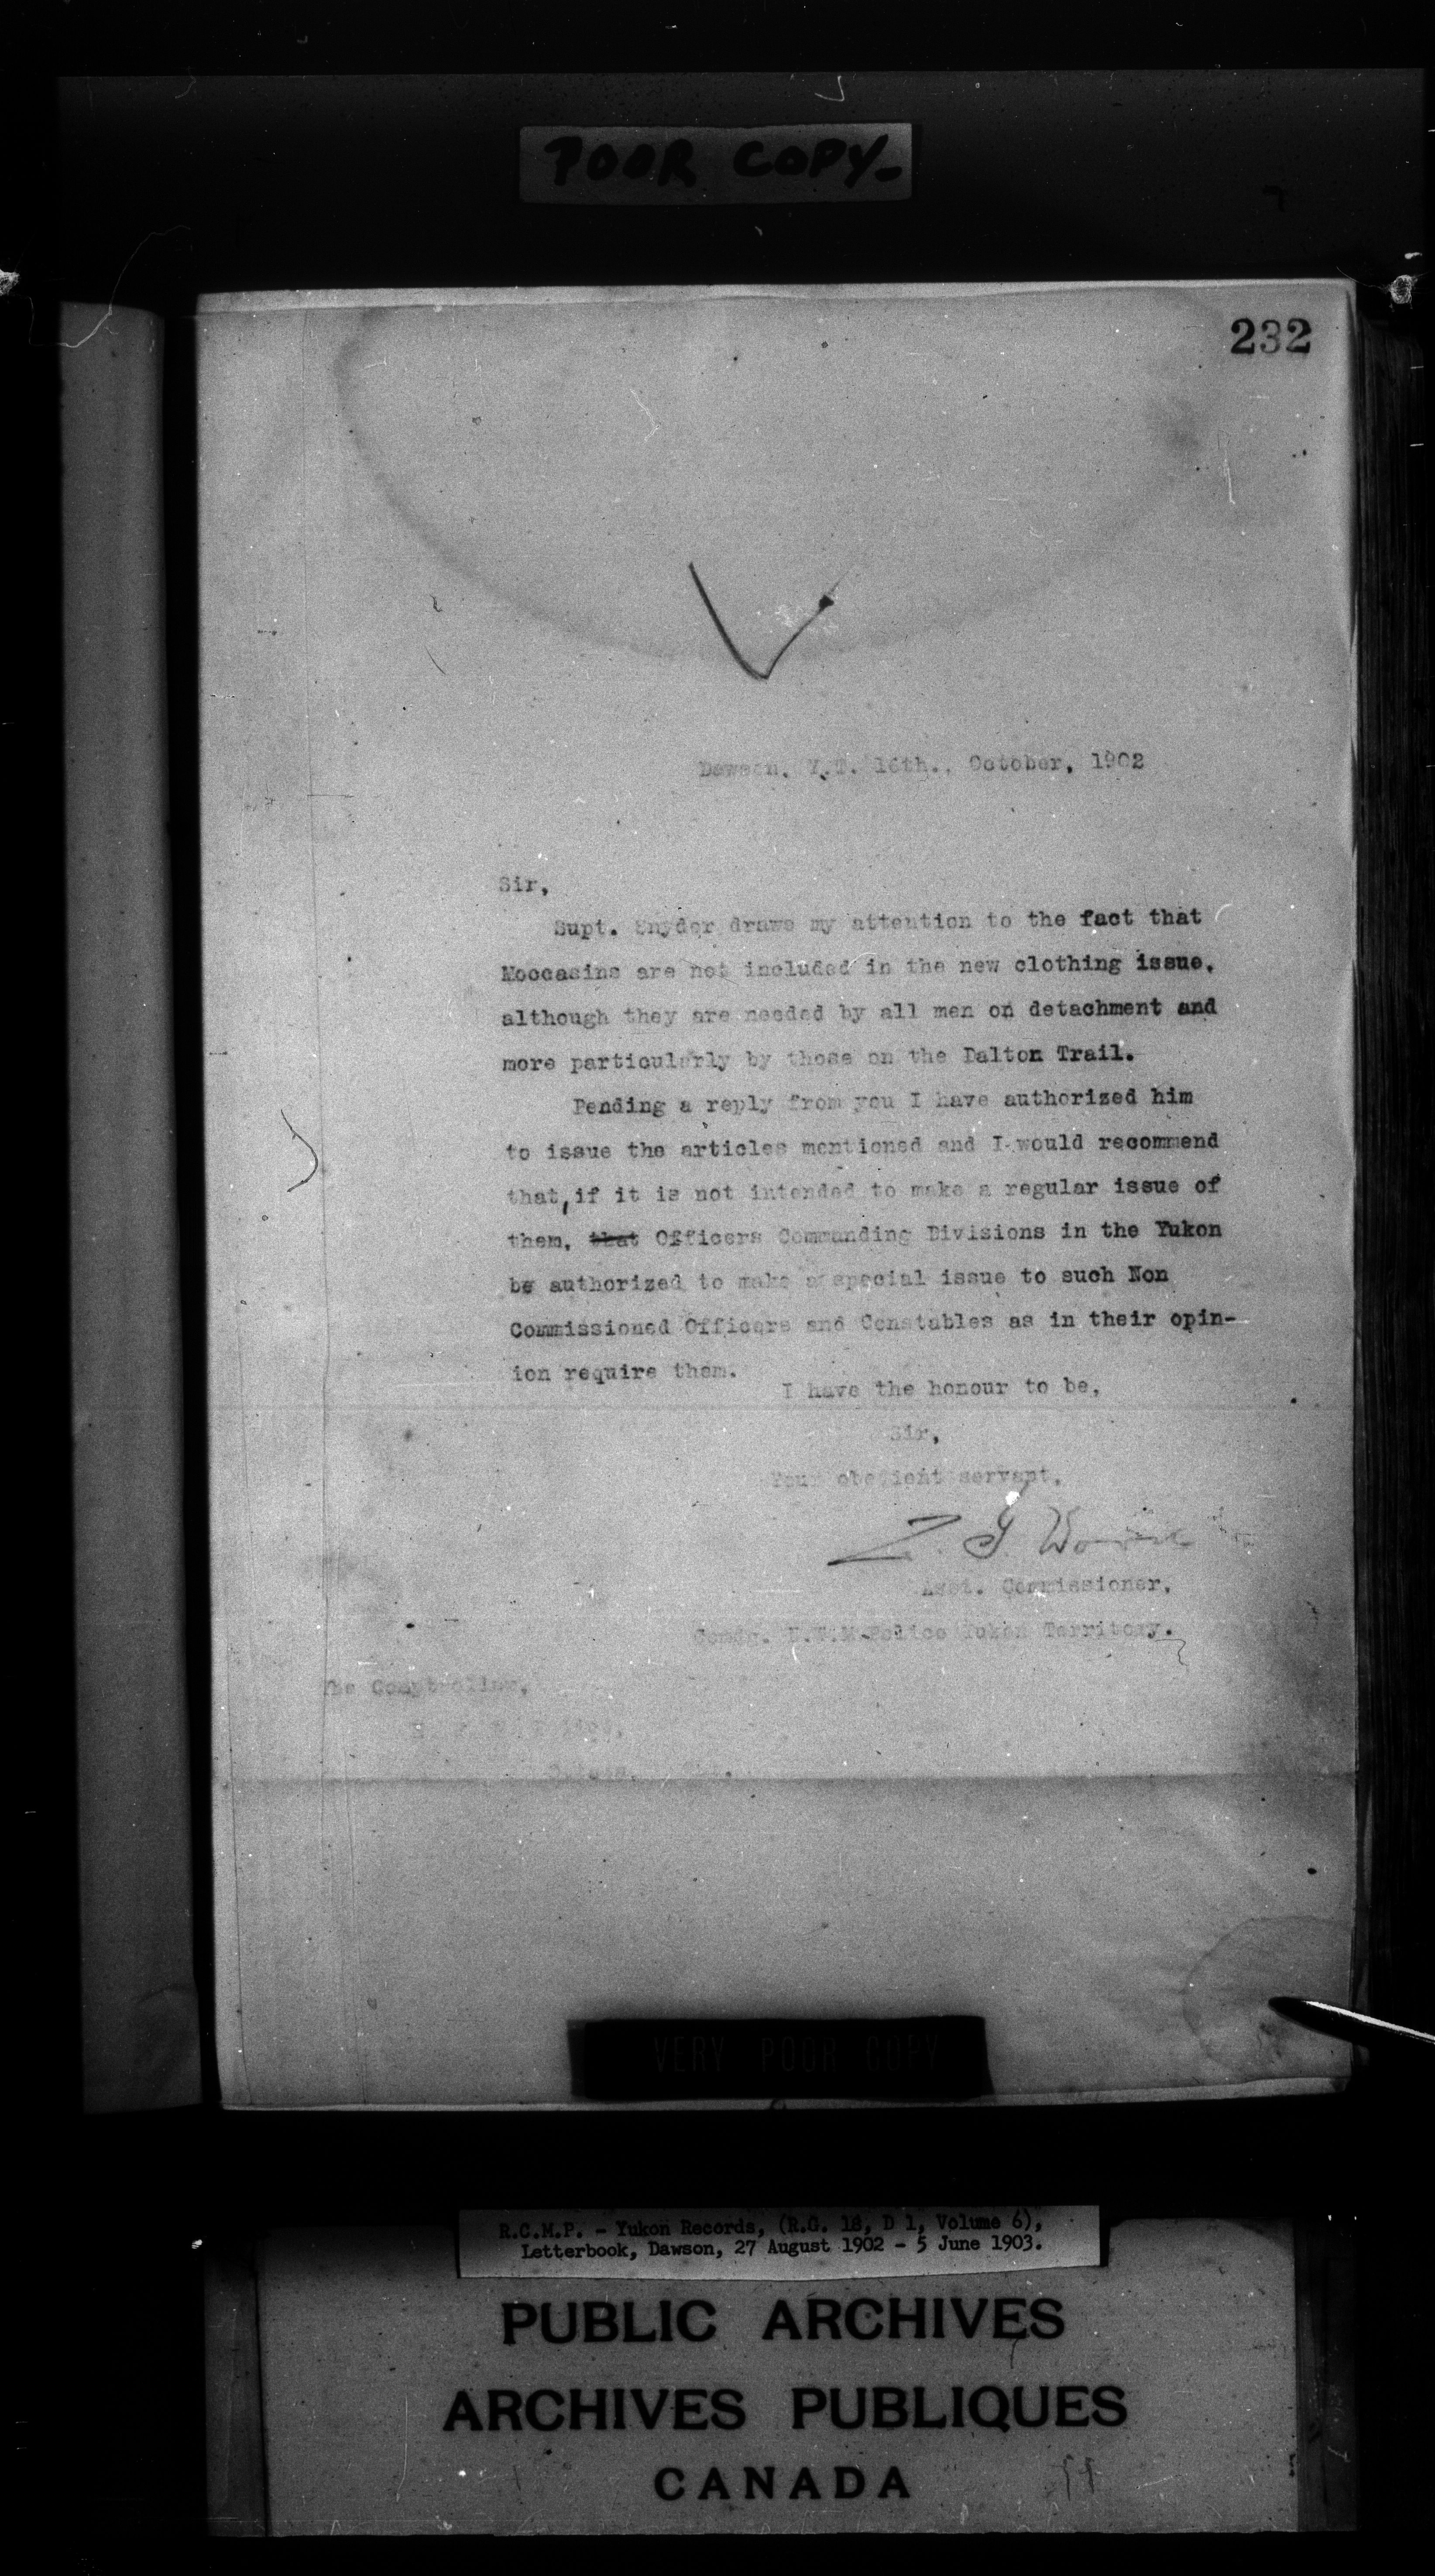 POOR COPY.
232
Dawson, Y.T. 16th., October, 1902
Sir,
Supt. Snyder draws my attention to the fact that
Moccasins are not included in the new clothing issue,
although they are needed by all men on detachment and
more particularly by those on the Dalton Trail.
Pending a reply from you I have authorized him
to issue the articles mentioned and I would recommend
that, if it is not intended to make a regular issue of
them, that Officers Commanding Divisions in the Yukon
be authorized to make a special issue to such Non
Commissioned Officers and Constables as in their opin-
ion require them.
I have the honour to be,
Sir,
Your obedient servant,
Z. T. Wood
Asst. Commissioner,
Comdg. N.W.M.Police Yukon Territory.
The Comptroller,
VERY POOR COPY
R.C.M.P. - Yukon Records, (R.G. 18, D 1, Volume 6),
Letterbook, Dawson, 27 August 1902 - 5 June 1903.
PUBLIC ARCHIVES
ARCHIVES PUBLIQUES
CANADA